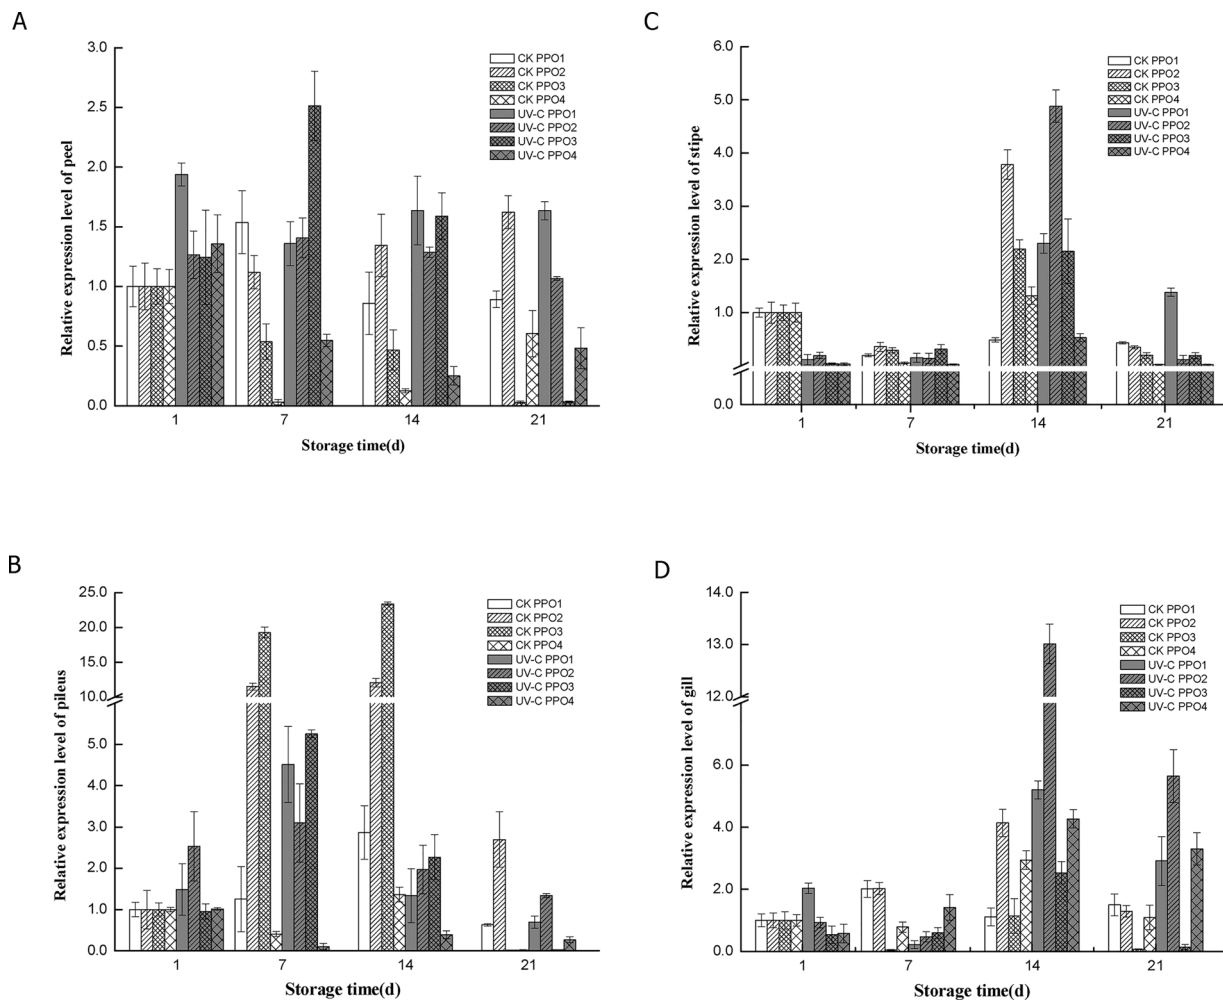 A
3.0
2.5
2.0
1.5
1.0
0.5
0.0
Relative expression level of peel
CK PPO1
CK PPO2
CK PPO3
CK PPO4
UV-C PPO1
UV-C PPO2
UV-C PPO3
UV-C PPO4
1
7
14
21
Storage time(d)
C
6.0
5.0
4.0
3.0
2.0
1.0
0.0
Relative expression level of stipe
CK PPO1
CK PPO2
CK PPO3
CK PPO4
UV-C PPO1
UV-C PPO2
UV-C PPO3
UV-C PPO4
1
7
14
21
Storage time(d)
B
25.0
20.0
15.0
10.0
5.0
4.0
3.0
2.0
1.0
0.0
Relative expression level of pileus
CK PPO1
CK PPO2
CK PPO3
CK PPO4
UV-C PPO1
UV-C PPO2
UV-C PPO3
UV-C PPO4
1
7
14
21
Storage time(d)
D
14.0
13.0
12.0
6.0
4.0
2.0
0.0
Relative expression level of gill
CK PPO1
CK PPO2
CK PPO3
CK PPO4
UV-C PPO1
UV-C PPO2
UV-C PPO3
UV-C PPO4
1
7
14
21
Storage time(d)